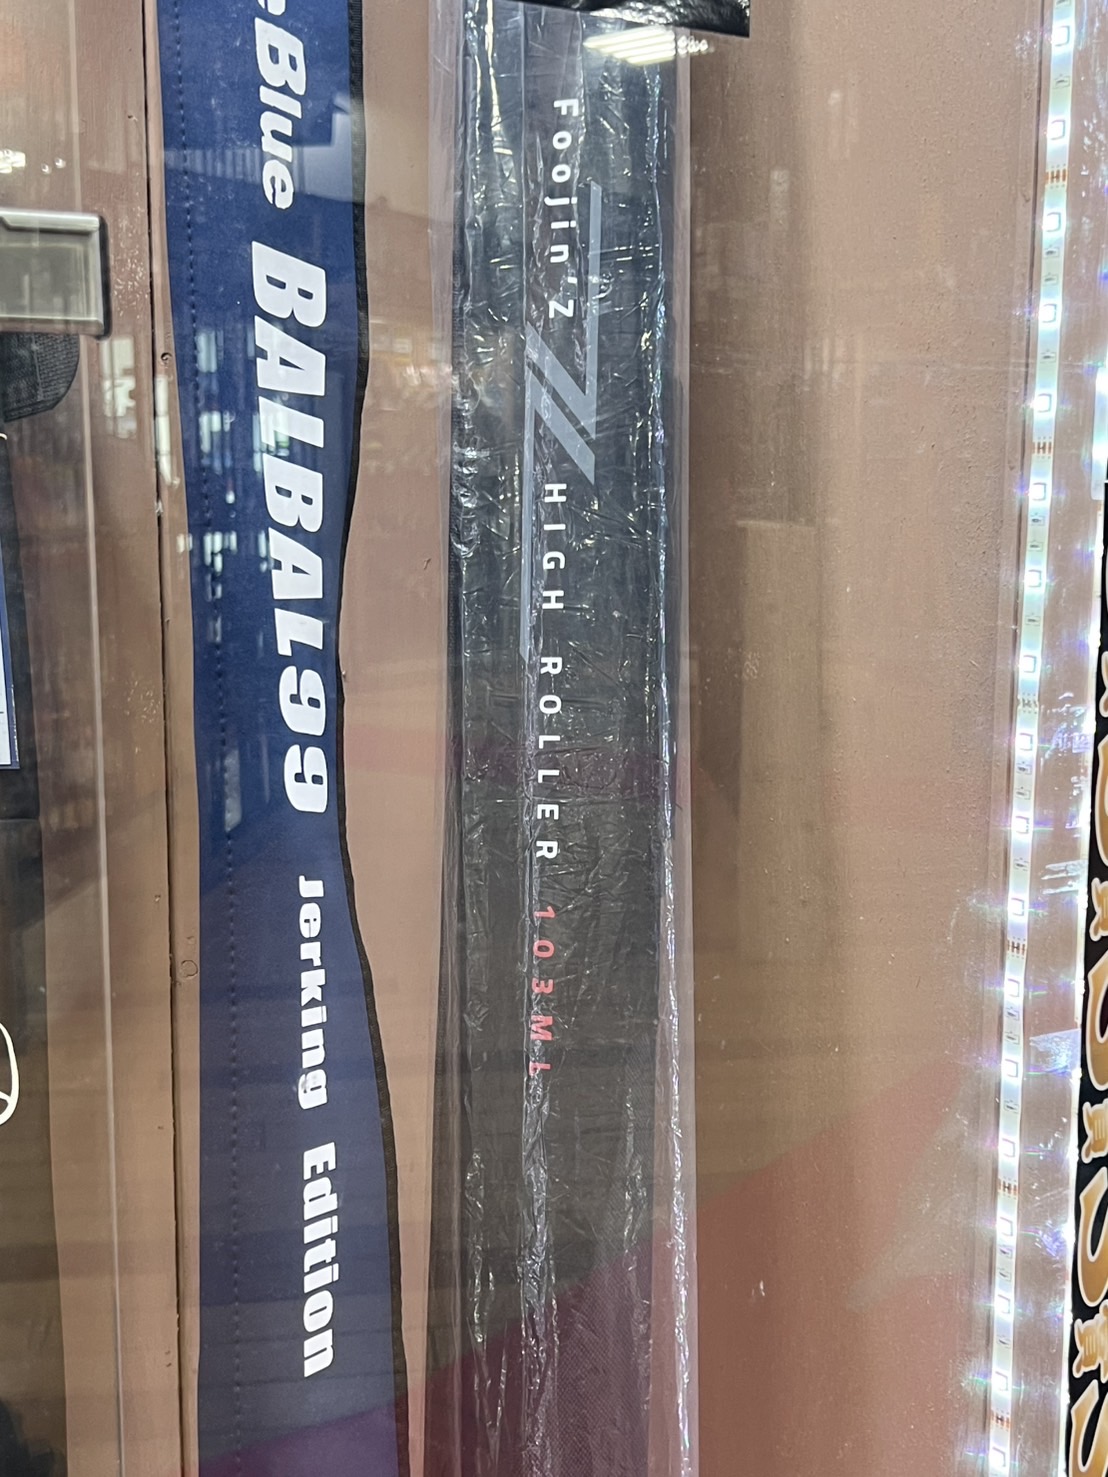 -Blue BALBAL99 Jerking Edition
Foojin'Z
HIGH ROLLER 103ML